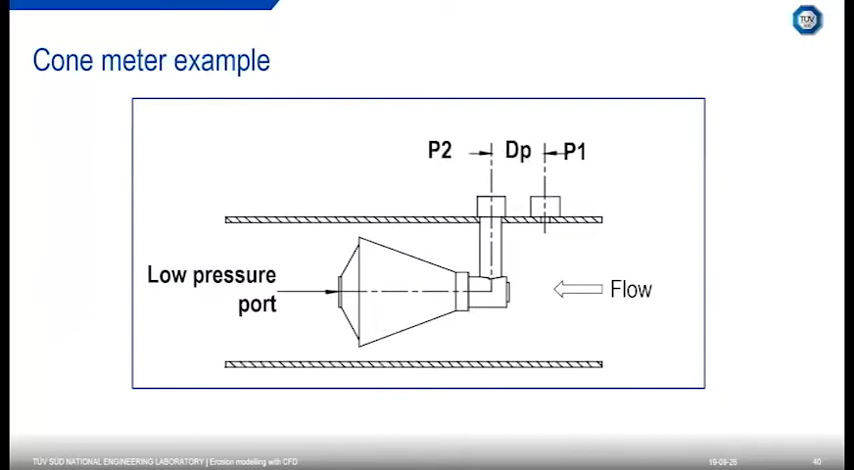 TÜV
Cone meter example
P2 Dp P1
Low pressure
port
Flow
TÜV SÜD NATIONAL ENGINEERING LABORATORY | Erosion modelling with CFD
19-09-26
40